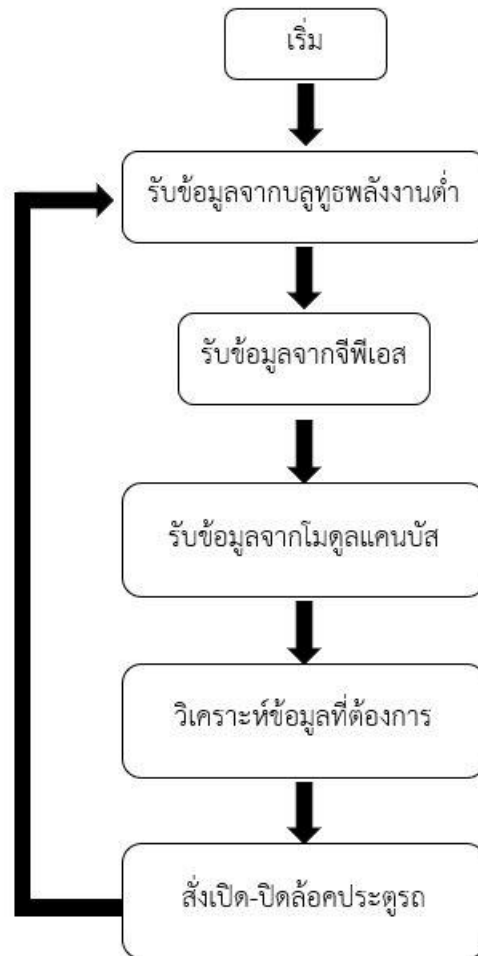 เริ่ม
รับข้อมูลจากบลูทูธพลังงานต่ำ
รับข้อมูลจากจีพีเอส
รับข้อมูลจากโมดูลแคนบัส
วิเคราะห์ข้อมูลที่ต้องการ
สั่งเปิด-ปิดล้อคประตูรถ